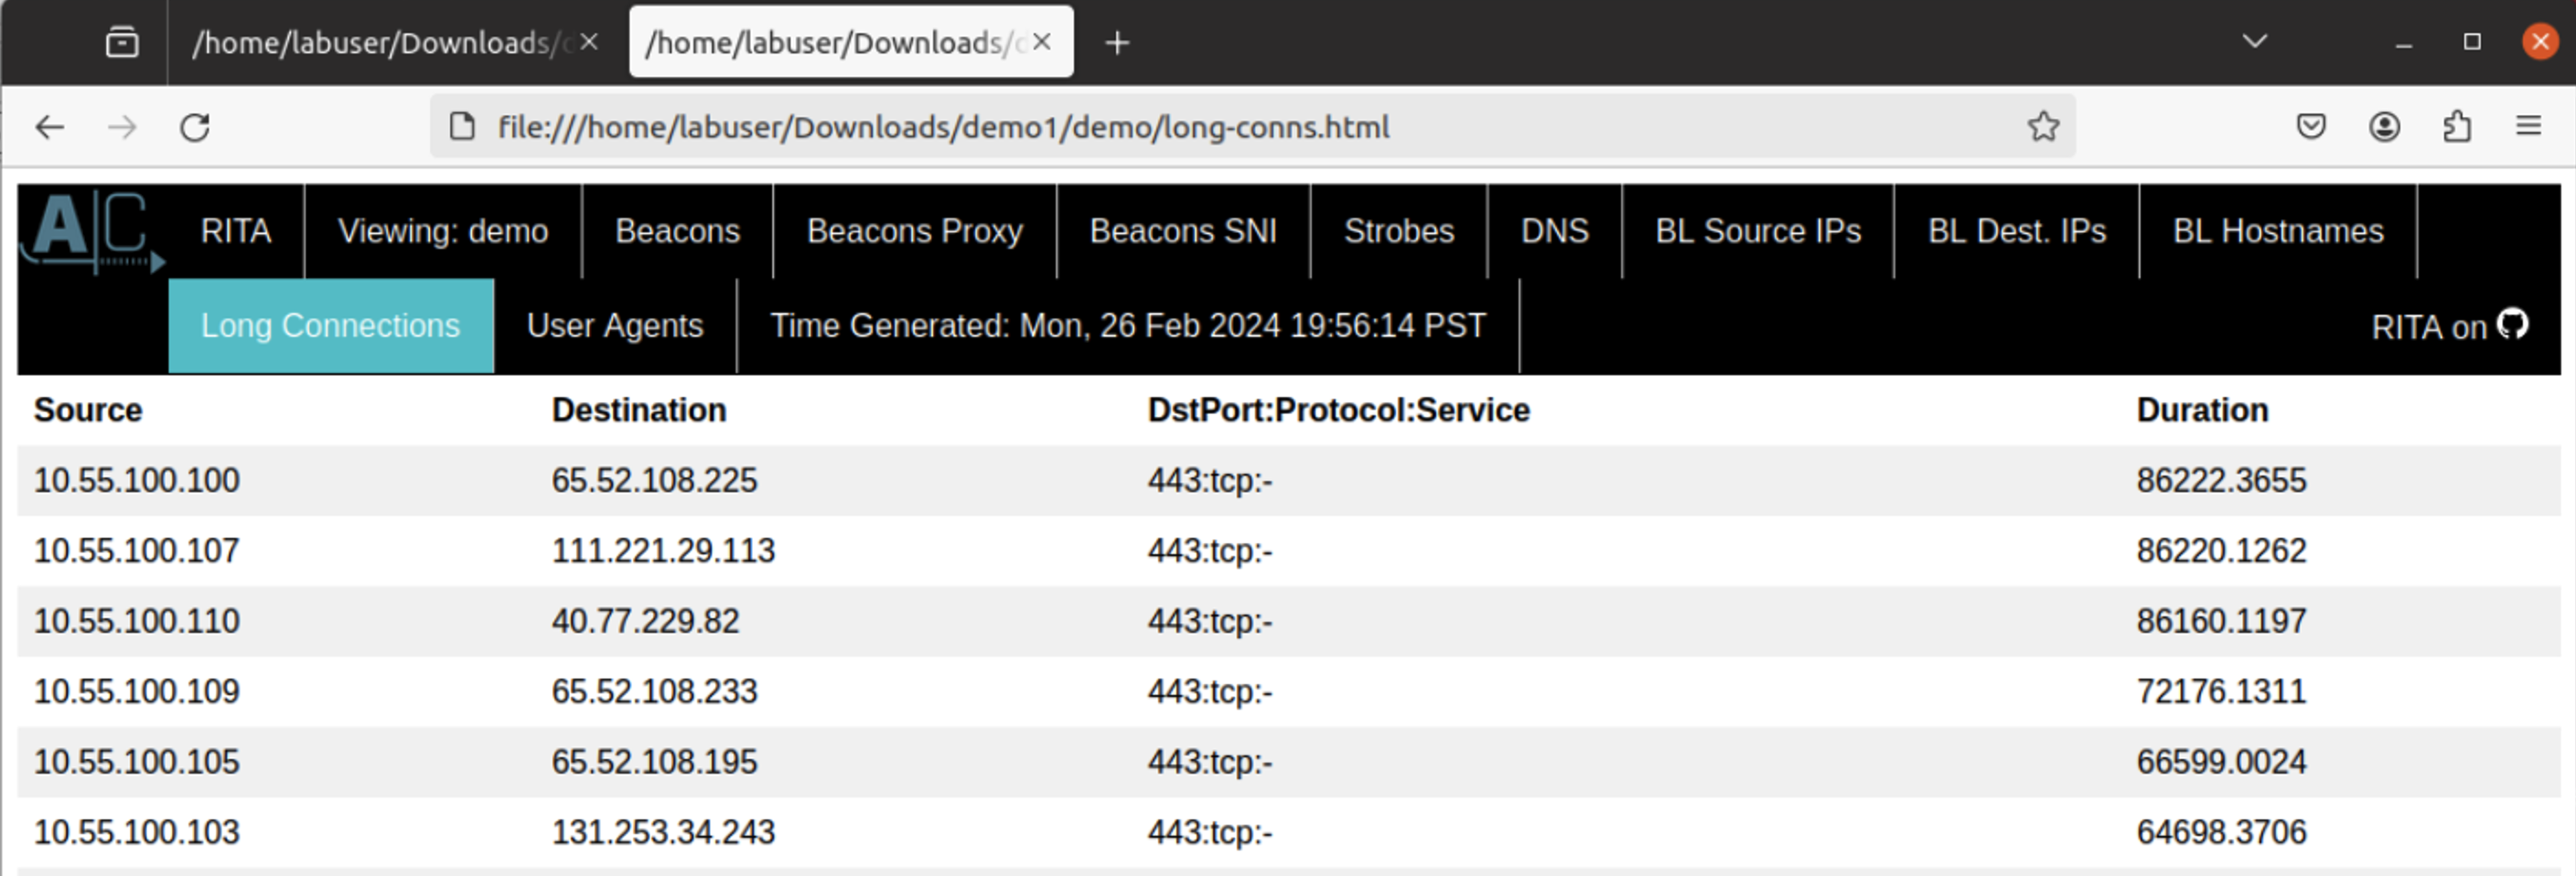 /home/labuser/Downloads/d /home/labuser/Downloads/d
file:///home/labuser/Downloads/demo1/demo/long-conns.html
AC RITA Viewing: demo Beacons Beacons Proxy Beacons SNI Strobes DNS BL Source IPs BL Dest. IPs BL Hostnames
Long Connections User Agents Time Generated: Mon, 26 Feb 2024 19:56:14 PST RITA on
Source Destination DstPort:Protocol:Service Duration
10.55.100.100 65.52.108.225 443:tcp:- 86222.3655
10.55.100.107 111.221.29.113 443:tcp:- 86220.1262
10.55.100.110 40.77.229.82 443:tcp:- 86160.1197
10.55.100.109 65.52.108.233 443:tcp:- 72176.1311
10.55.100.105 65.52.108.195 443:tcp:- 66599.0024
10.55.100.103 131.253.34.243 443:tcp:- 64698.3706